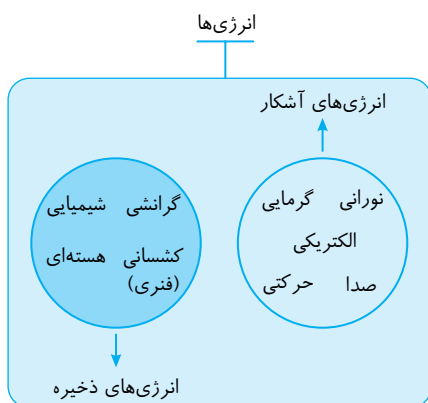 انرژی‌ها
انرژی‌های آشکار
نورانی گرمایی
الکتریکی
صدا حرکتی
گرانشی شیمیایی
کشسانی هسته‌ای
(فنری)
انرژی‌های ذخیره